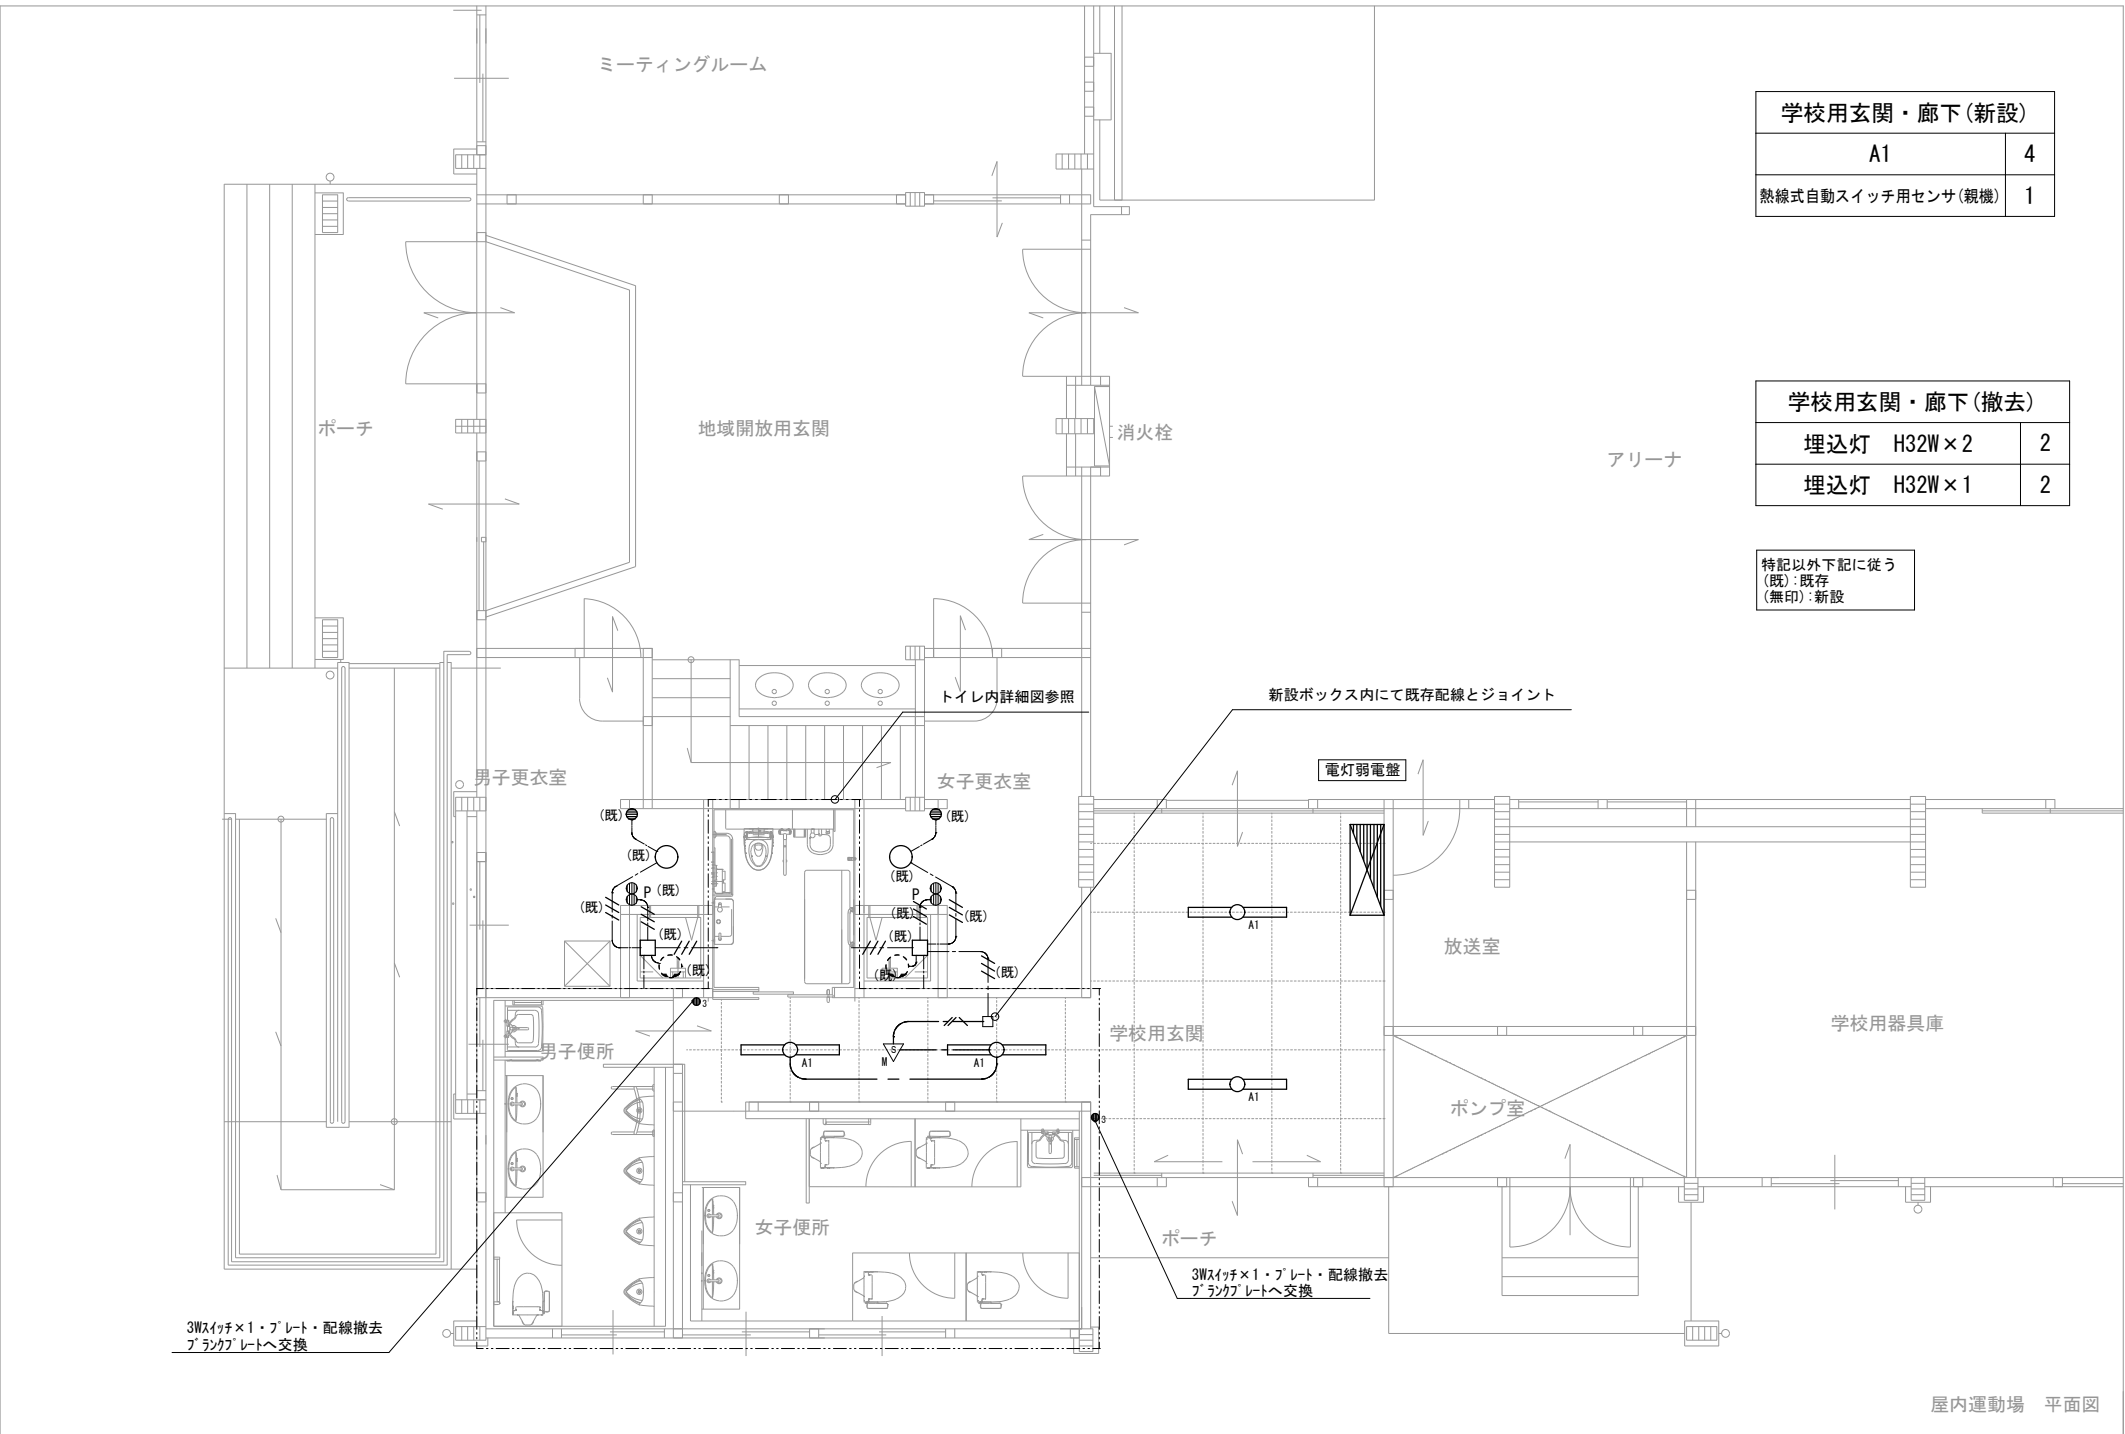 ミーティングルーム
学校用玄関・廊下(新設)
A1 4
熱線式自動スイッチ用センサ(親機) 1
学校用玄関・廊下(撤去)
埋込灯 H32W×2 2
埋込灯 H32W×1 2
特記以外下記に従う
(既):既存
(無印):新設
ポーチ
地域開放用玄関
消火栓
アリーナ
トイレ内詳細図参照
新設ボックス内にて既存配線とジョイント
電灯弱電盤
男子更衣室
女子更衣室
(既)
(既)
(既)
(既)
P (既)
P
(既)
(既)
(既)
(既)
(既)
(既)
(既)
(既)
(既)
A1
放送室
3
学校用玄関
学校用器具庫
男子便所
A1
S
M
A1
A1
ポンプ室
3
女子便所
ポーチ
3Wスイッチ×1・プレート・配線撤去
ブランクプレートへ交換
3Wスイッチ×1・プレート・配線撤去
ブランクプレートへ交換
屋内運動場 平面図